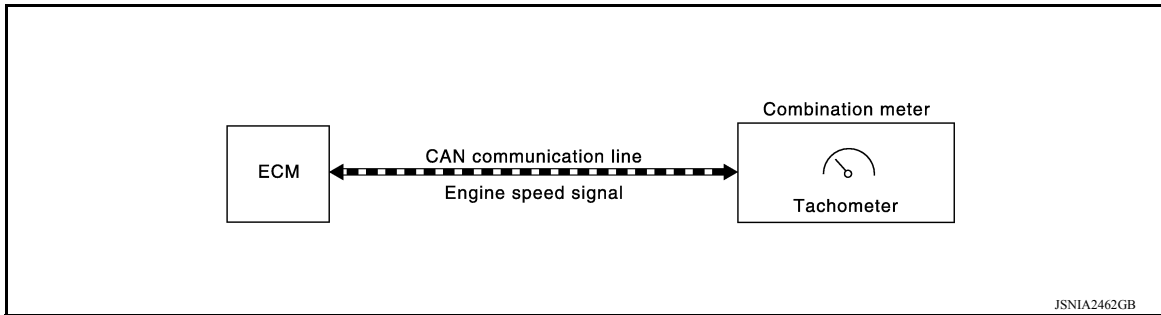 Combination meter
ECM
CAN communication line
Engine speed signal
Tachometer
JSNIA2462GB